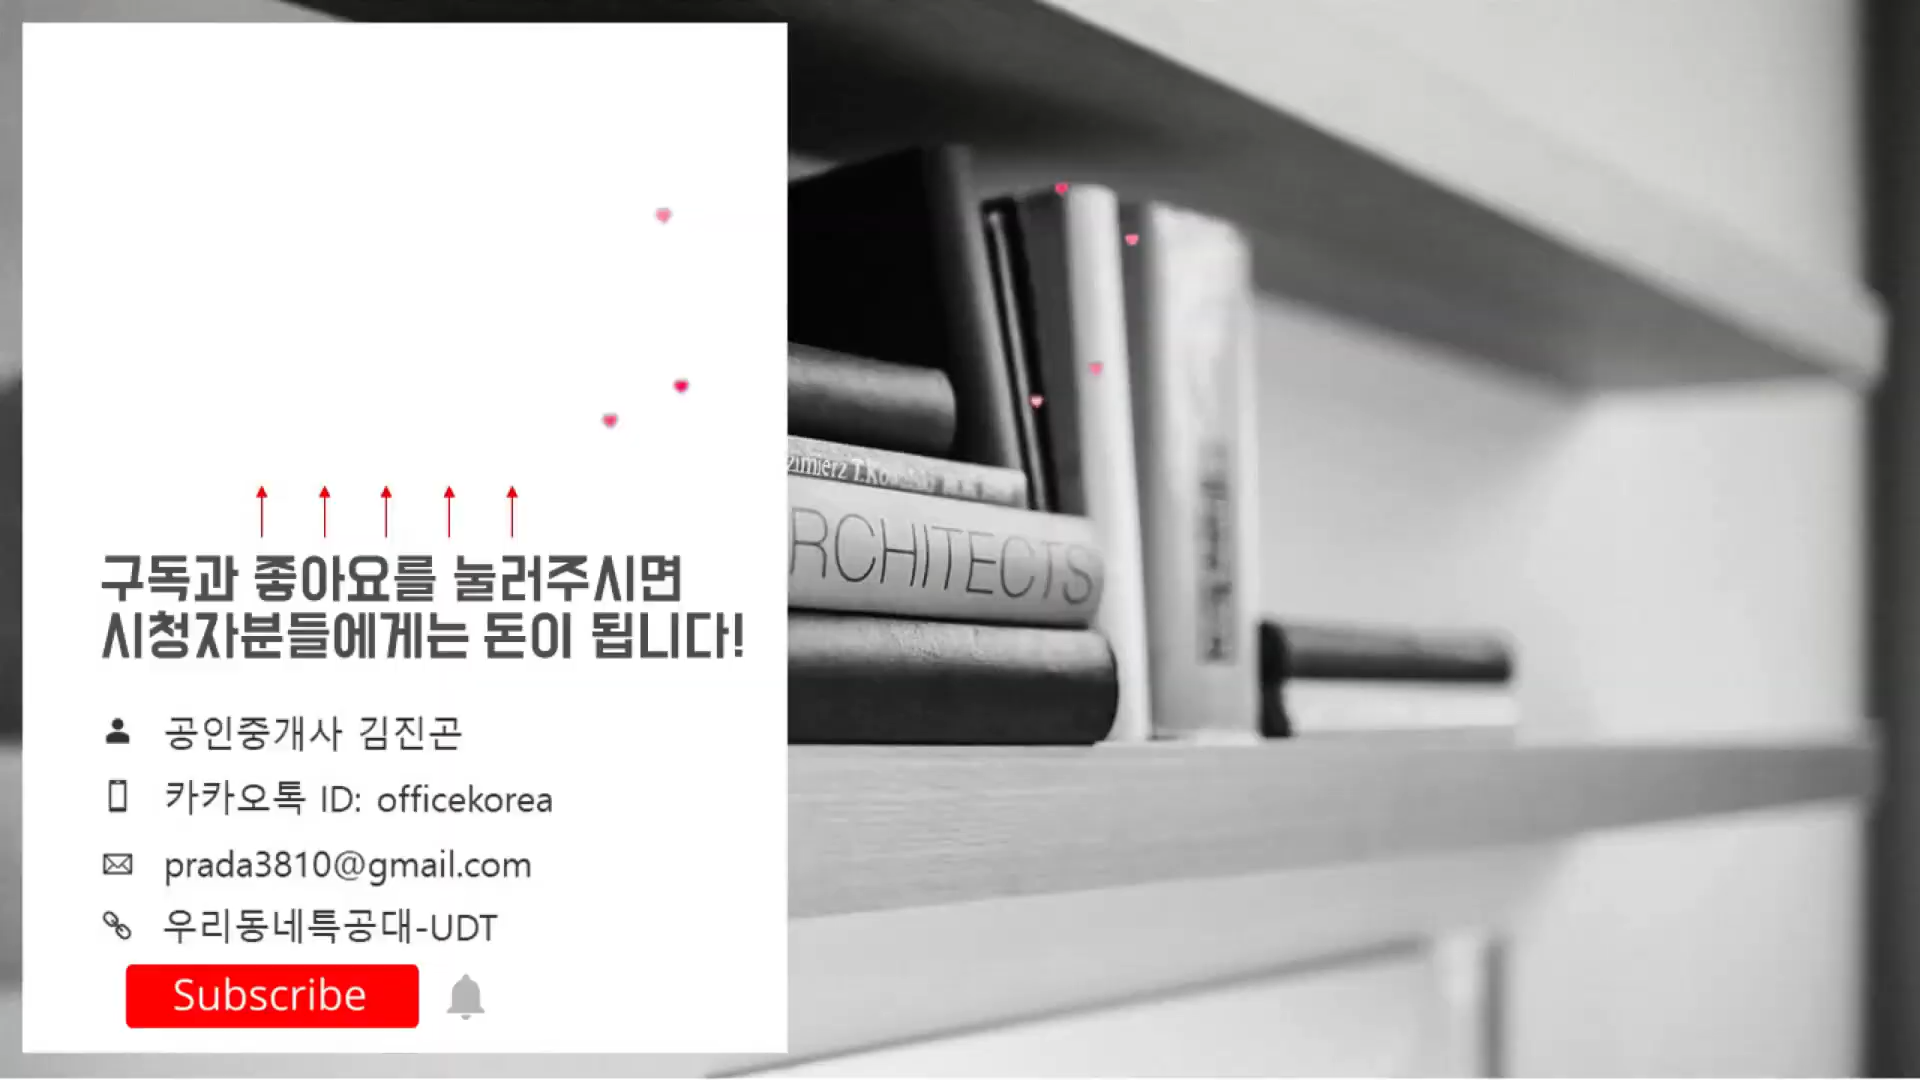 구독과 좋아요를 눌러주시면
시청자분들에게는 돈이 됩니다!
공인중개사 김진곤
카카오톡 ID: officekorea
prada3810@gmail.com
우리동네특공대-UDT
Subscribe
zimierz T.
RCHITECTS